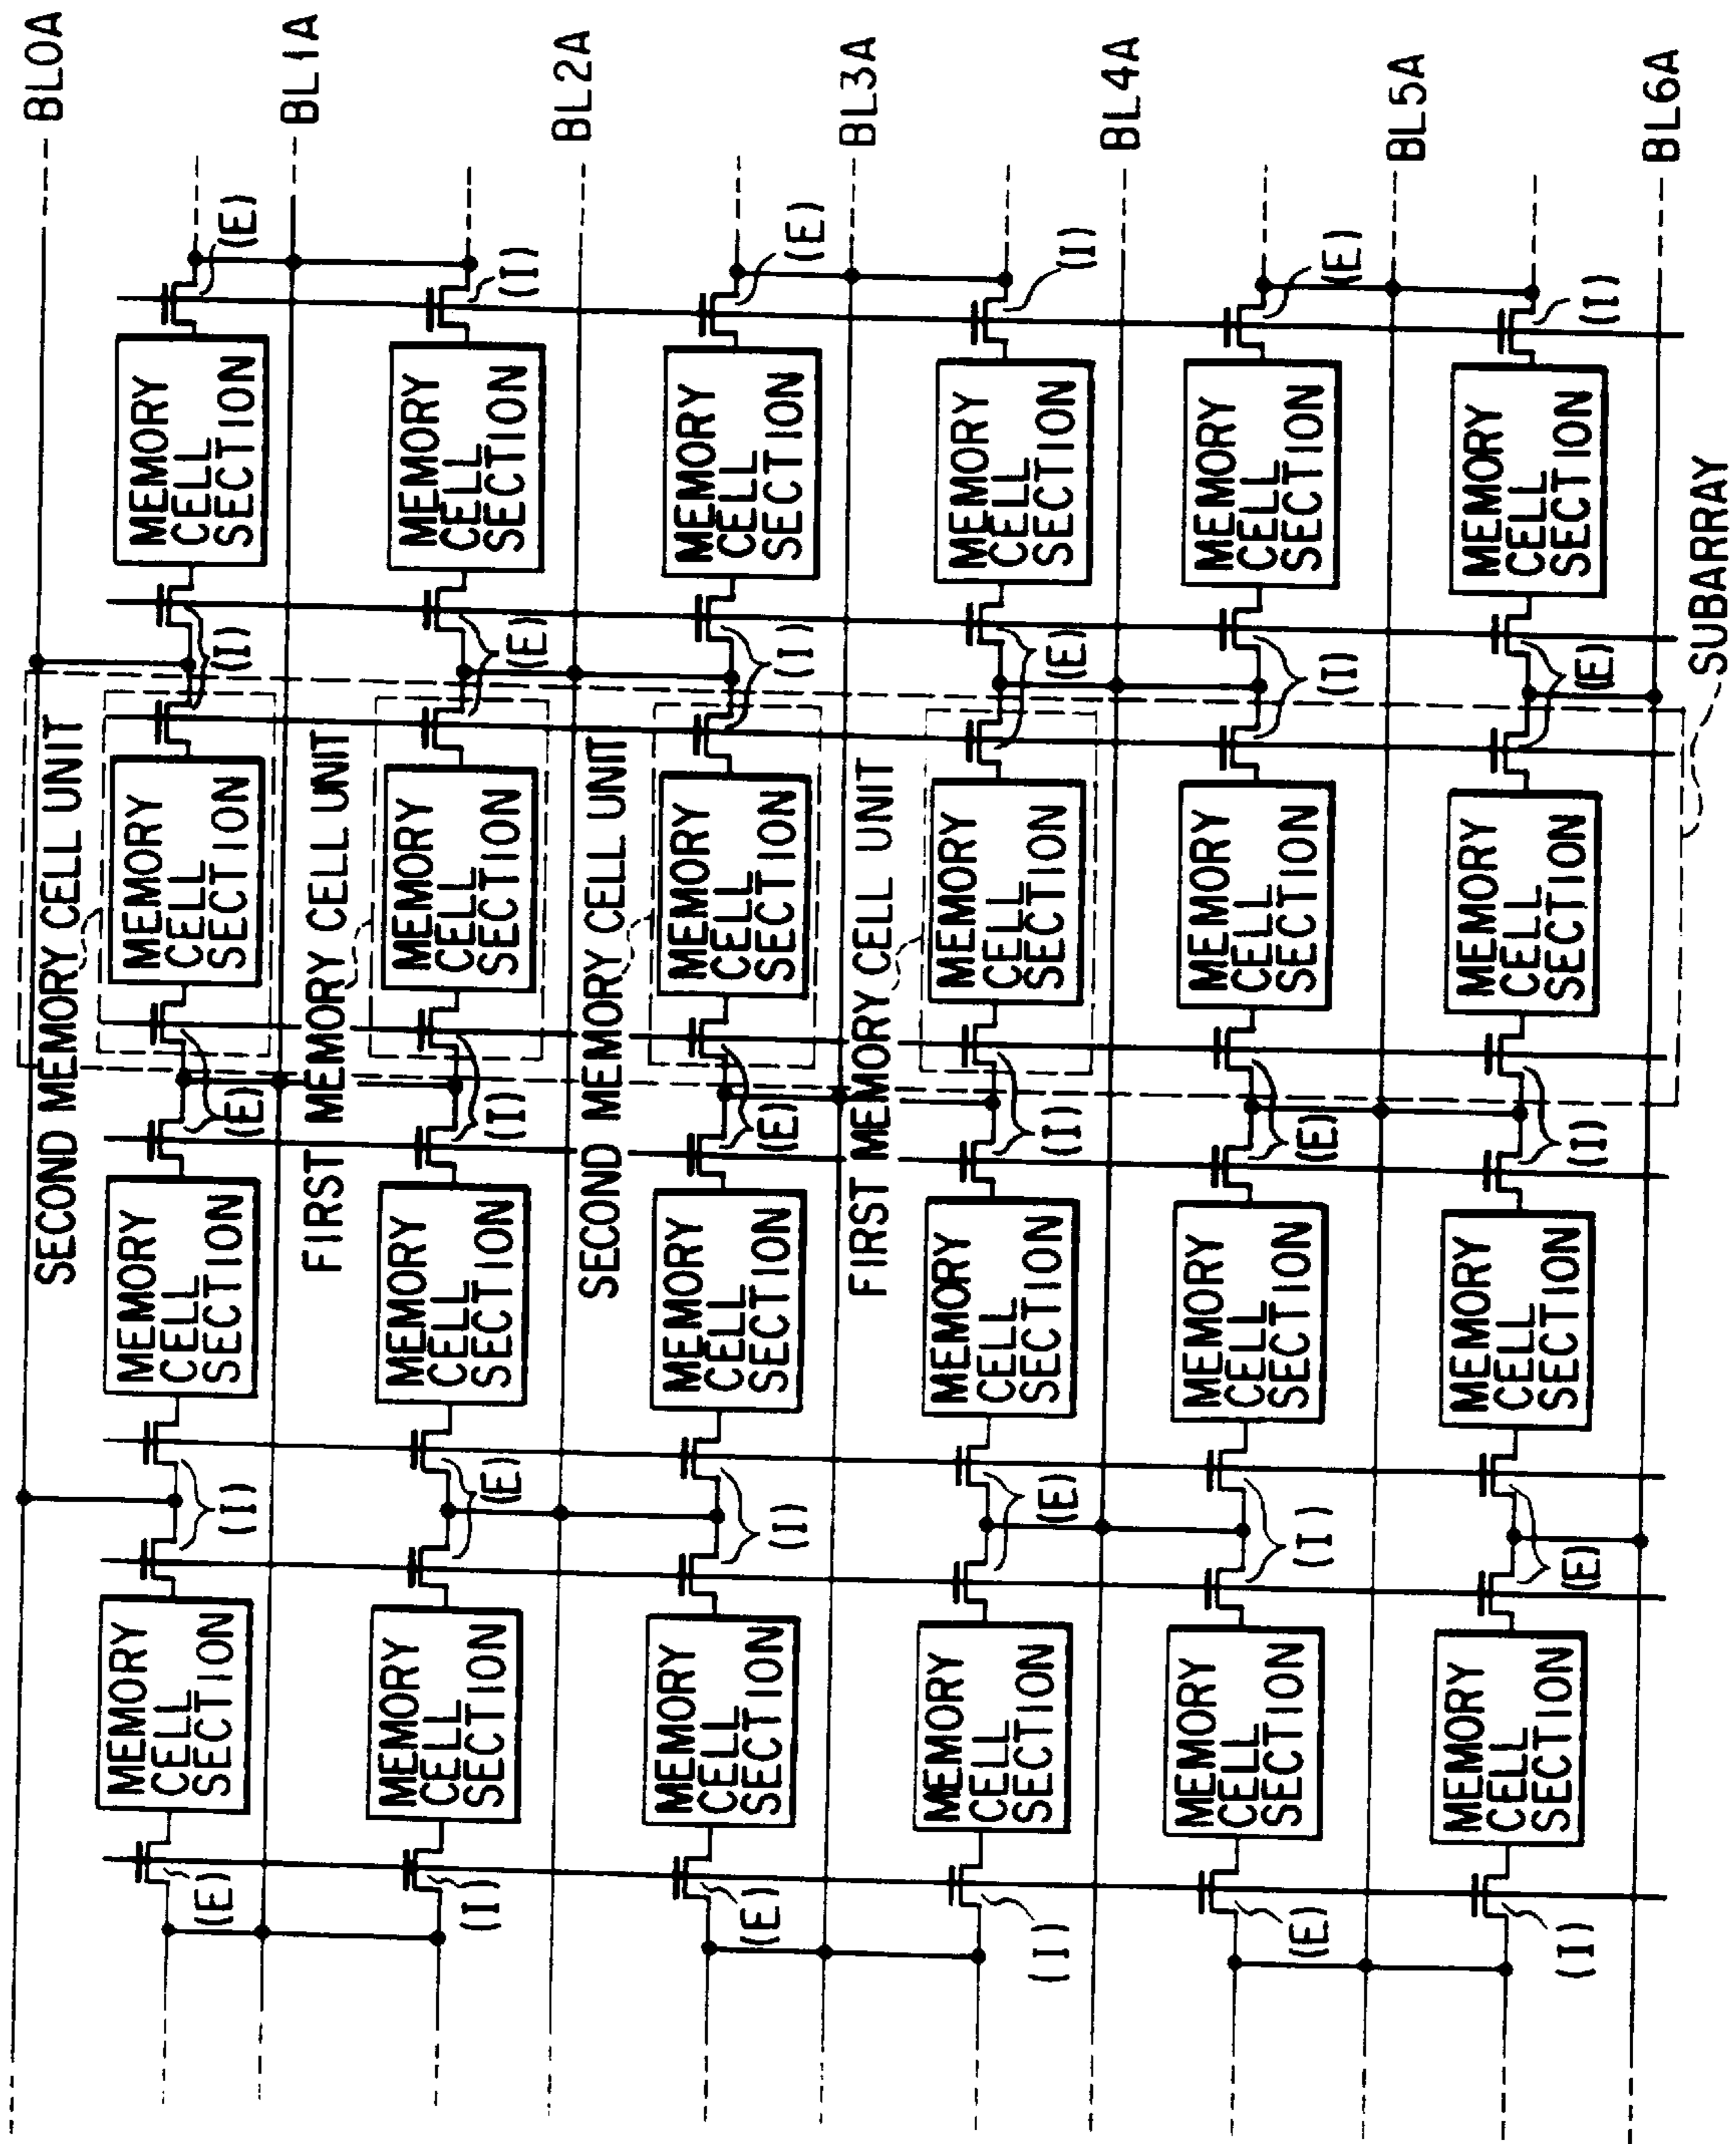 BL0A
SECOND MEMORY CELL UNIT
MEMORY CELL SECTION
MEMORY CELL SECTION
MEMORY CELL SECTION
MEMORY CELL SECTION
(E)
(I)
(E)
(I)
(E)
BL1A
FIRST MEMORY CELL UNIT
MEMORY CELL SECTION
MEMORY CELL SECTION
MEMORY CELL SECTION
MEMORY CELL SECTION
(I)
(E)
(I)
(E)
(I)
BL2A
SECOND MEMORY CELL UNIT
MEMORY CELL SECTION
MEMORY CELL SECTION
MEMORY CELL SECTION
MEMORY CELL SECTION
(E)
(I)
(E)
(I)
(E)
BL3A
FIRST MEMORY CELL UNIT
MEMORY CELL SECTION
MEMORY CELL SECTION
MEMORY CELL SECTION
MEMORY CELL SECTION
(I)
(E)
(I)
(E)
(I)
BL4A
MEMORY CELL SECTION
MEMORY CELL SECTION
MEMORY CELL SECTION
MEMORY CELL SECTION
(E)
(I)
(E)
(I)
(E)
BL5A
MEMORY CELL SECTION
MEMORY CELL SECTION
MEMORY CELL SECTION
MEMORY CELL SECTION
(I)
(E)
(I)
(E)
(I)
BL6A
SUBARRAY